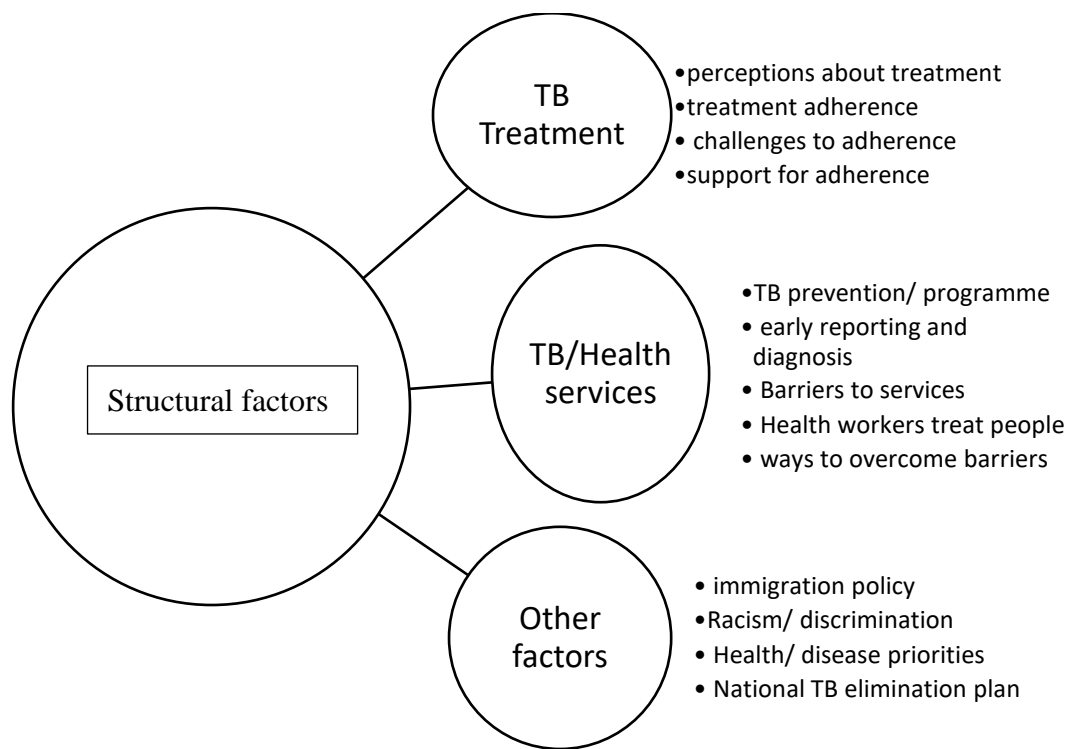 TB
Treatment
•perceptions about treatment
•treatment adherence
• challenges to adherence
•support for adherence
Structural factors
TB/Health
services
•TB prevention/ programme
• early reporting and
diagnosis
• Barriers to services
• Health workers treat people
• ways to overcome barriers
Other
factors
• immigration policy
•Racism/ discrimination
• Health/ disease priorities
• National TB elimination plan